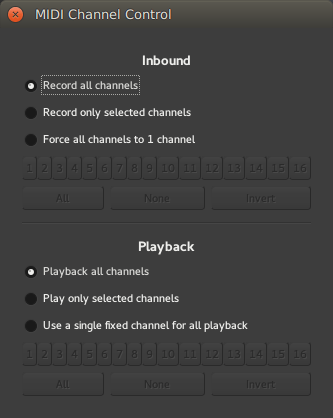 MIDI Channel Control
Inbound
Record all channels
Record only selected channels
Force all channels to 1 channel
1 2 3 4 5 6 7 8 9 10 11 12 13 14 15 16
All None Invert
Playback
Playback all channels
Play only selected channels
Use a single fixed channel for all playback
1 2 3 4 5 6 7 8 9 10 11 12 13 14 15 16
All None Invert